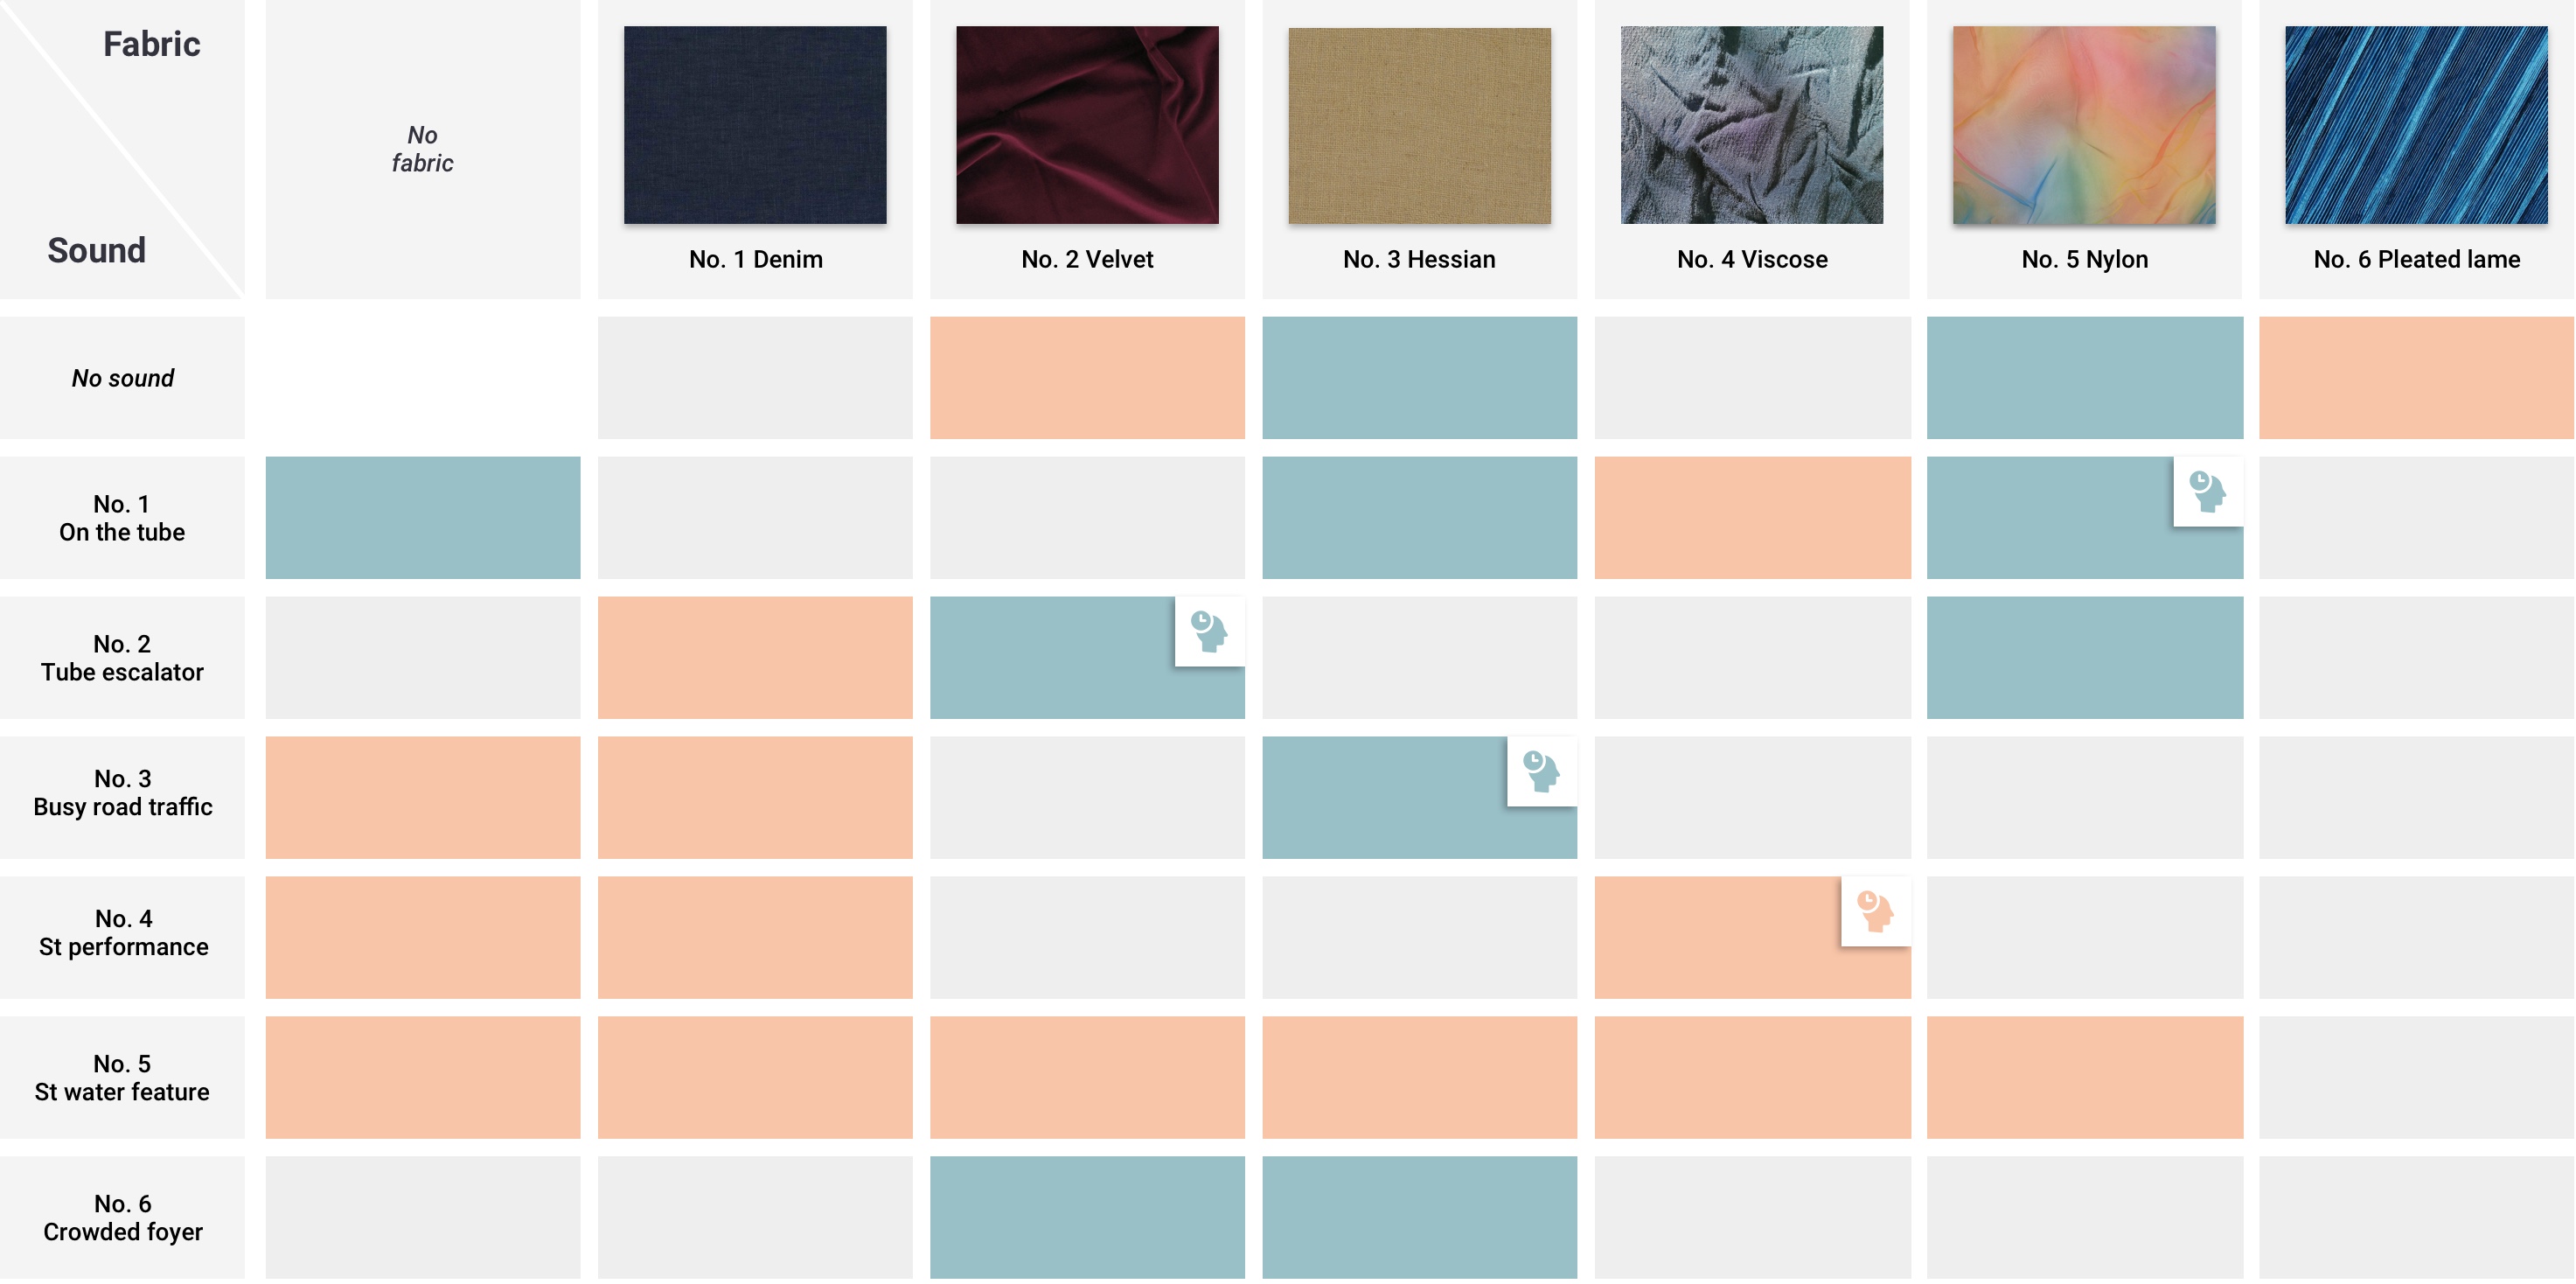 Fabric
Sound
No
fabric
No. 1 Denim
No. 2 Velvet
No. 3 Hessian
No. 4 Viscose
No. 5 Nylon
No. 6 Pleated lame
No sound
No. 1
On the tube
No. 2
Tube escalator
No. 3
Busy road traffic
No. 4
St performance
No. 5
St water feature
No. 6
Crowded foyer